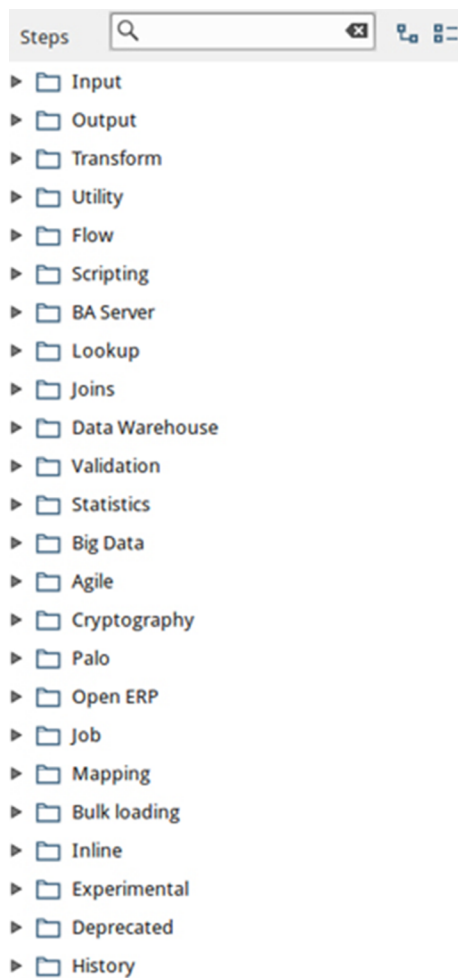 Steps
Input
Output
Transform
Utility
Flow
Scripting
BA Server
Lookup
Joins
Data Warehouse
Validation
Statistics
Big Data
Agile
Cryptography
Palo
Open ERP
Job
Mapping
Bulk loading
Inline
Experimental
Deprecated
History